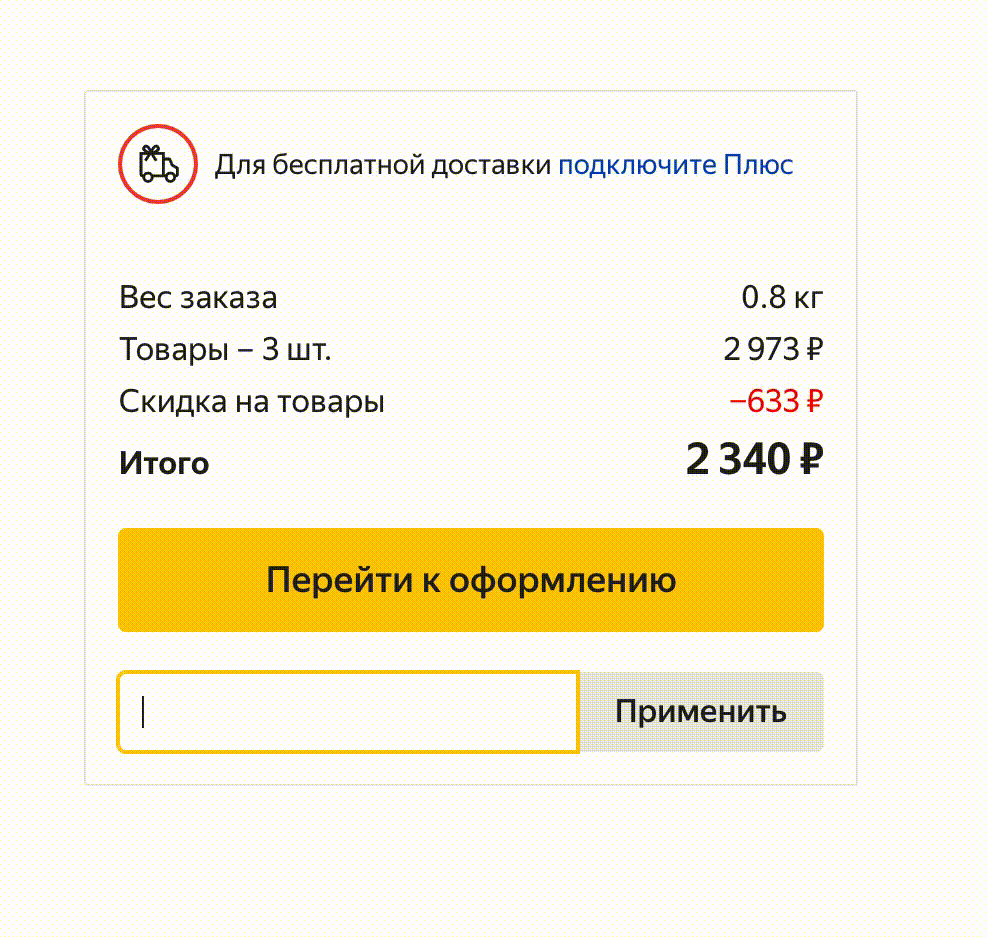 Для бесплатной доставки подключите Плюс
Вес заказа 0.8 кг
Товары – 3 шт. 2 973 ₽
Скидка на товары –633 ₽
Итого 2 340 ₽
Перейти к оформлению
Применить